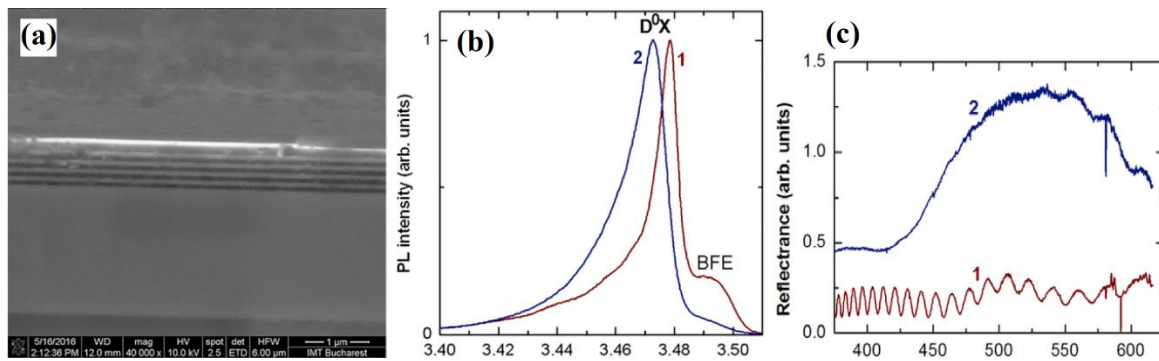 (a)
5/16/2016 WD mag HV spot det HFW 1 µm
2:12:36 PM 12.0 mm 40 000 x 10.0 kV 2.5 ETD 6.00 µm IMT Bucharest
(b)
D⁰X
2
1
BFE
PL intensity (arb. units)
1
0
3.40 3.42 3.44 3.46 3.48 3.50
(c)
Reflectrance (arb. units)
1.5
1.0
0.5
0.0
2
1
400 450 500 550 600